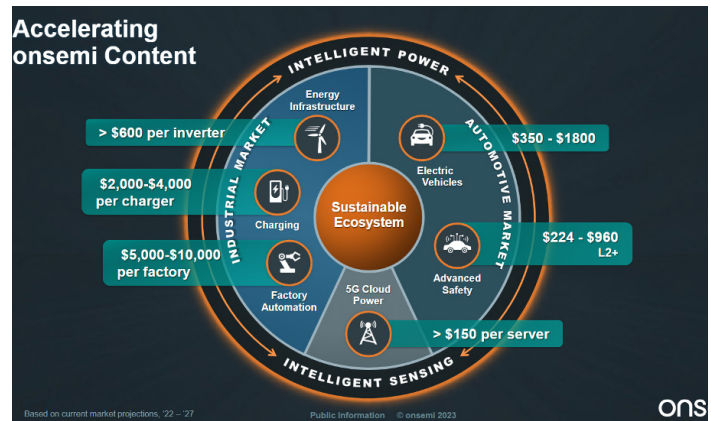 Accelerating
onsemi Content
INTELLIGENT POWER
INDUSTRIAL MARKET
AUTOMOTIVE MARKET
Energy
Infrastructure
> $600 per inverter
$350 - $1800
Electric
Vehicles
$2,000-$4,000
per charger
Charging
Sustainable
Ecosystem
$5,000-$10,000
per factory
Factory
Automation
$224 - $960
L2+
Advanced
Safety
5G Cloud
Power
> $150 per server
INTELLIGENT SENSING
Based on current market projections, '22 – '27
Public Information © onsemi 2023
ons